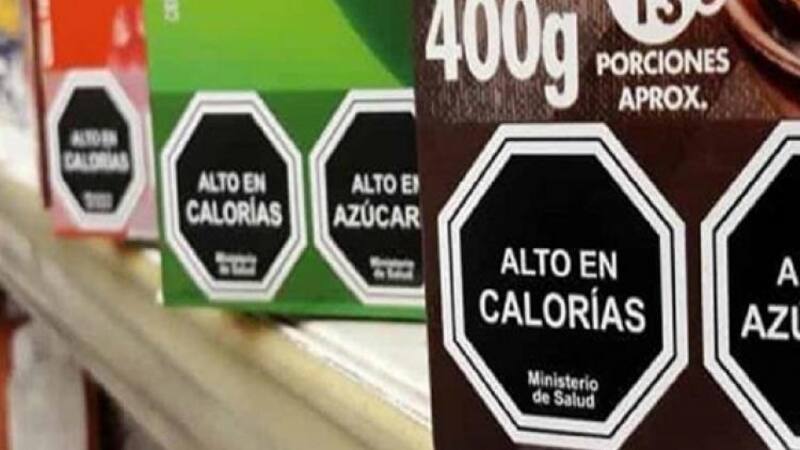 400g
PORCIONES
APROX.
ALTO EN
CALORÍAS
ALTO EN
CALORÍAS
Ministerio
de Salud
ALTO EN
AZÚCAR
Ministerio
de Salud
ALTO EN
CALORÍAS
Ministerio
de Salud
A
AZÚ